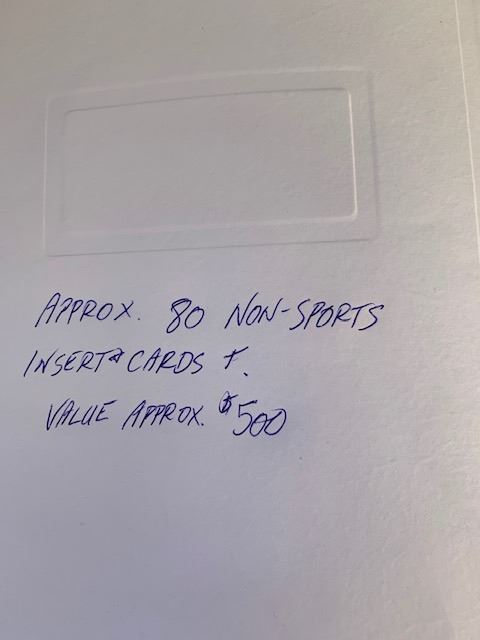 APPROX. 80 NON-SPORTS
INSERT CARDS +.
VALUE APPROX. $500